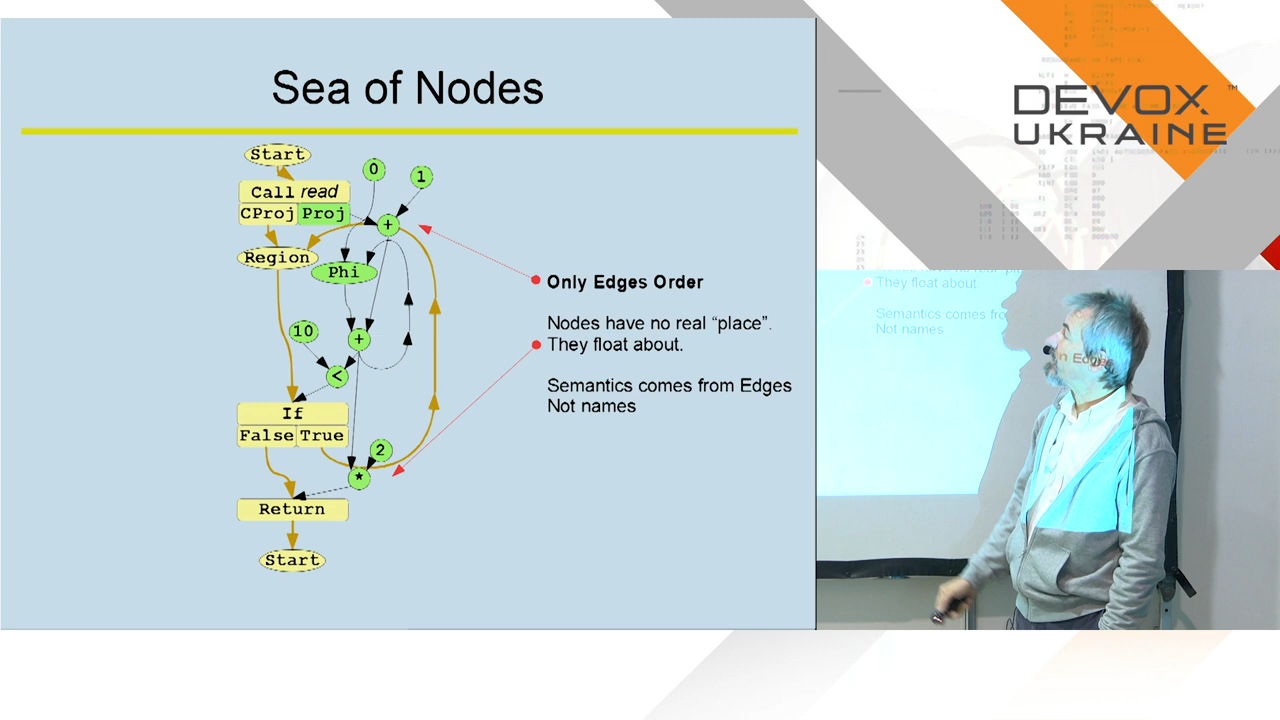 Sea of Nodes
Start
0
1
Call read
CProj
Proj
+
Region
Phi
10
+
<
If
False
True
2
*
Return
Start
Only Edges Order
Nodes have no real “place”.
They float about.
Semantics comes from Edges
Not names
DEVOX™
UKRAINE
They float about.
Semantics comes fro
Not names
n Edges